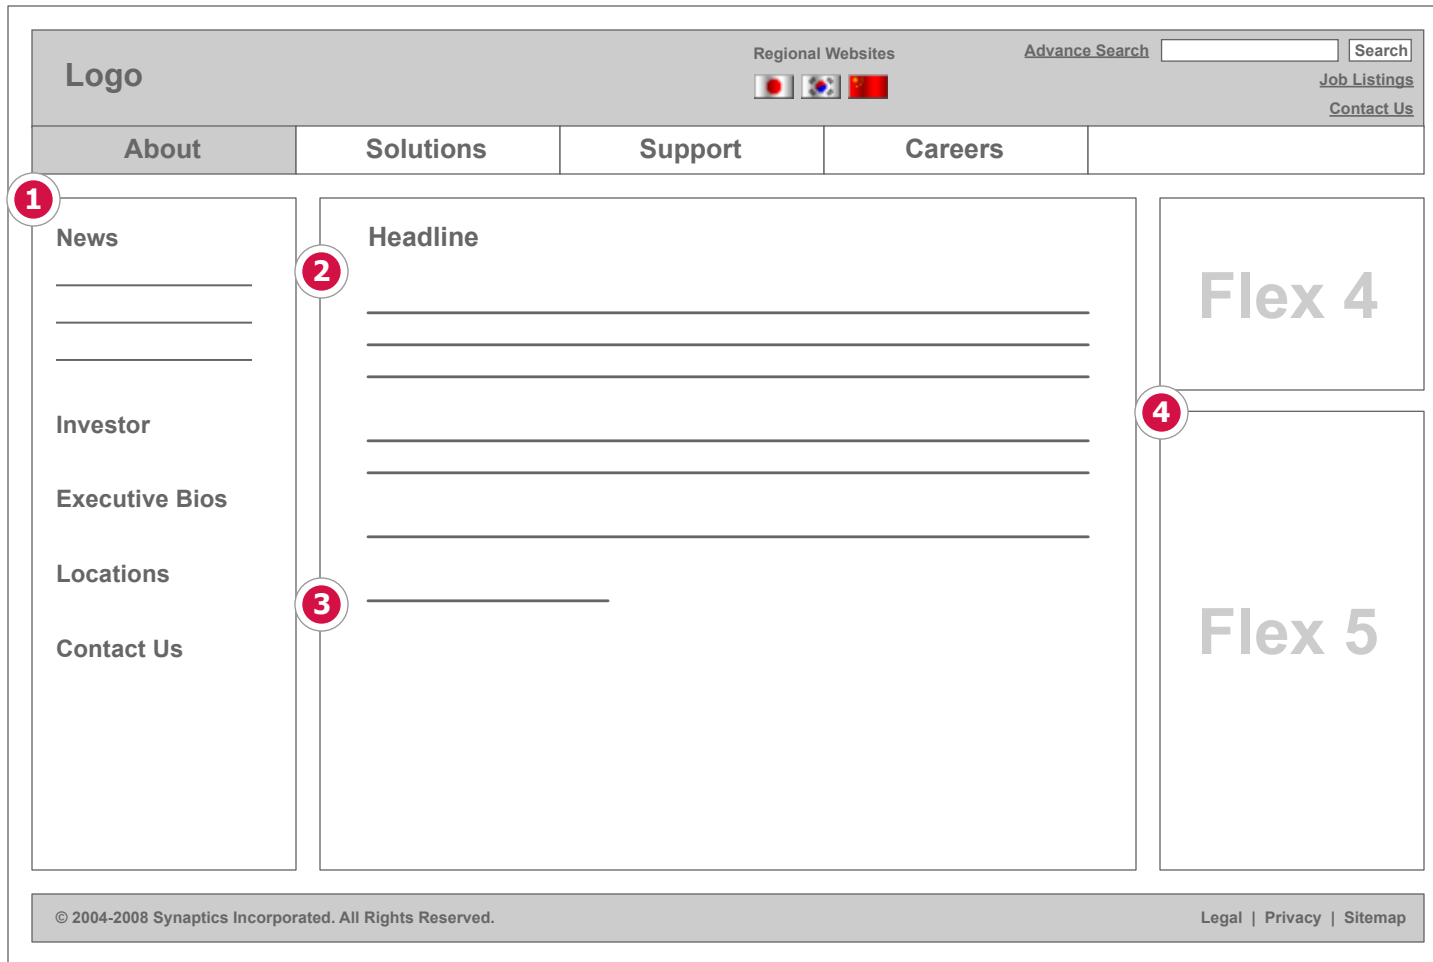 Logo
Regional Websites
Advance Search
Search
Job Listings
Contact Us
About
Solutions
Support
Careers
1
News
Investor
Executive Bios
Locations
Contact Us
2
Headline
3
Flex 4
4
Flex 5
© 2004-2008 Synaptics Incorporated. All Rights Reserved.
Legal | Privacy | Sitemap